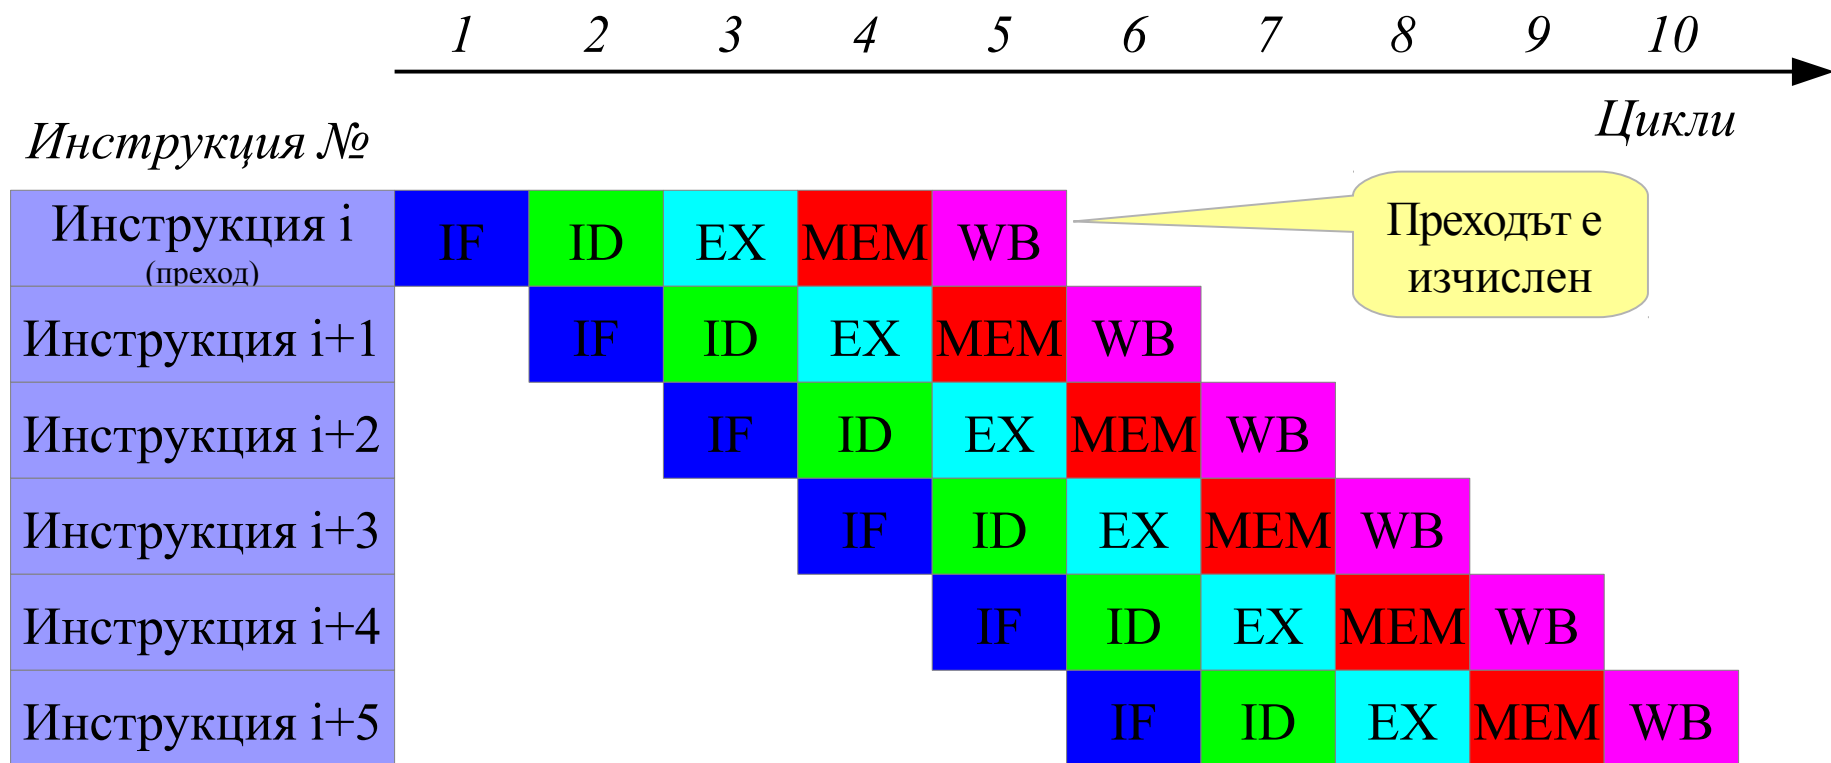 1 2 3 4 5 6 7 8 9 10
Цикли
Инструкция №
Инструкция i IF ID EX MEM WB
(преход)
Преходът е
изчислен
Инструкция i+1 IF ID EX MEM WB
Инструкция i+2 IF ID EX MEM WB
Инструкция i+3 IF ID EX MEM WB
Инструкция i+4 IF ID EX MEM WB
Инструкция i+5 IF ID EX MEM WB